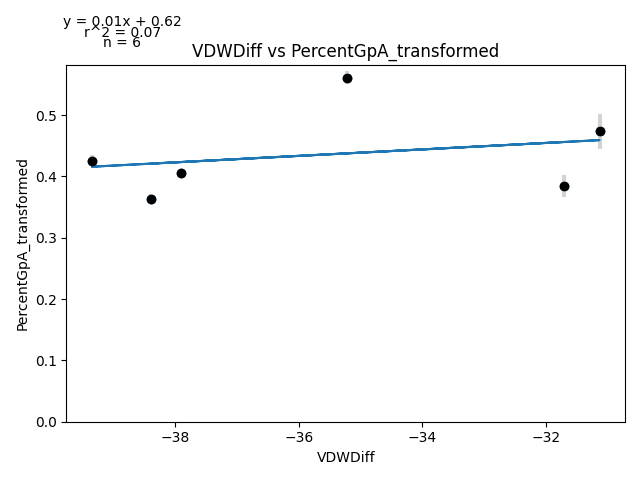 y = 0.01x + 0.62
r^2 = 0.07
n = 6
VDWDiff vs PercentGpA_transformed
PercentGpA_transformed
0.5
0.4
0.3
0.2
0.1
0.0
−38
−36
−34
−32
VDWDiff